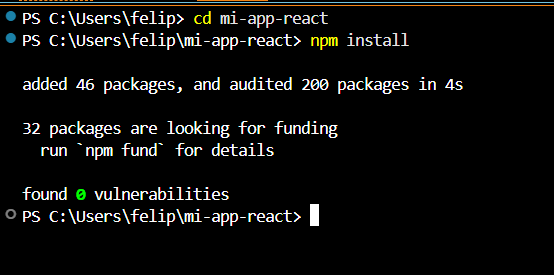 PS C:\Users\felip> cd mi-app-react
PS C:\Users\felip\mi-app-react> npm install
added 46 packages, and audited 200 packages in 4s
32 packages are looking for funding
  run `npm fund` for details
found 0 vulnerabilities
PS C:\Users\felip\mi-app-react>